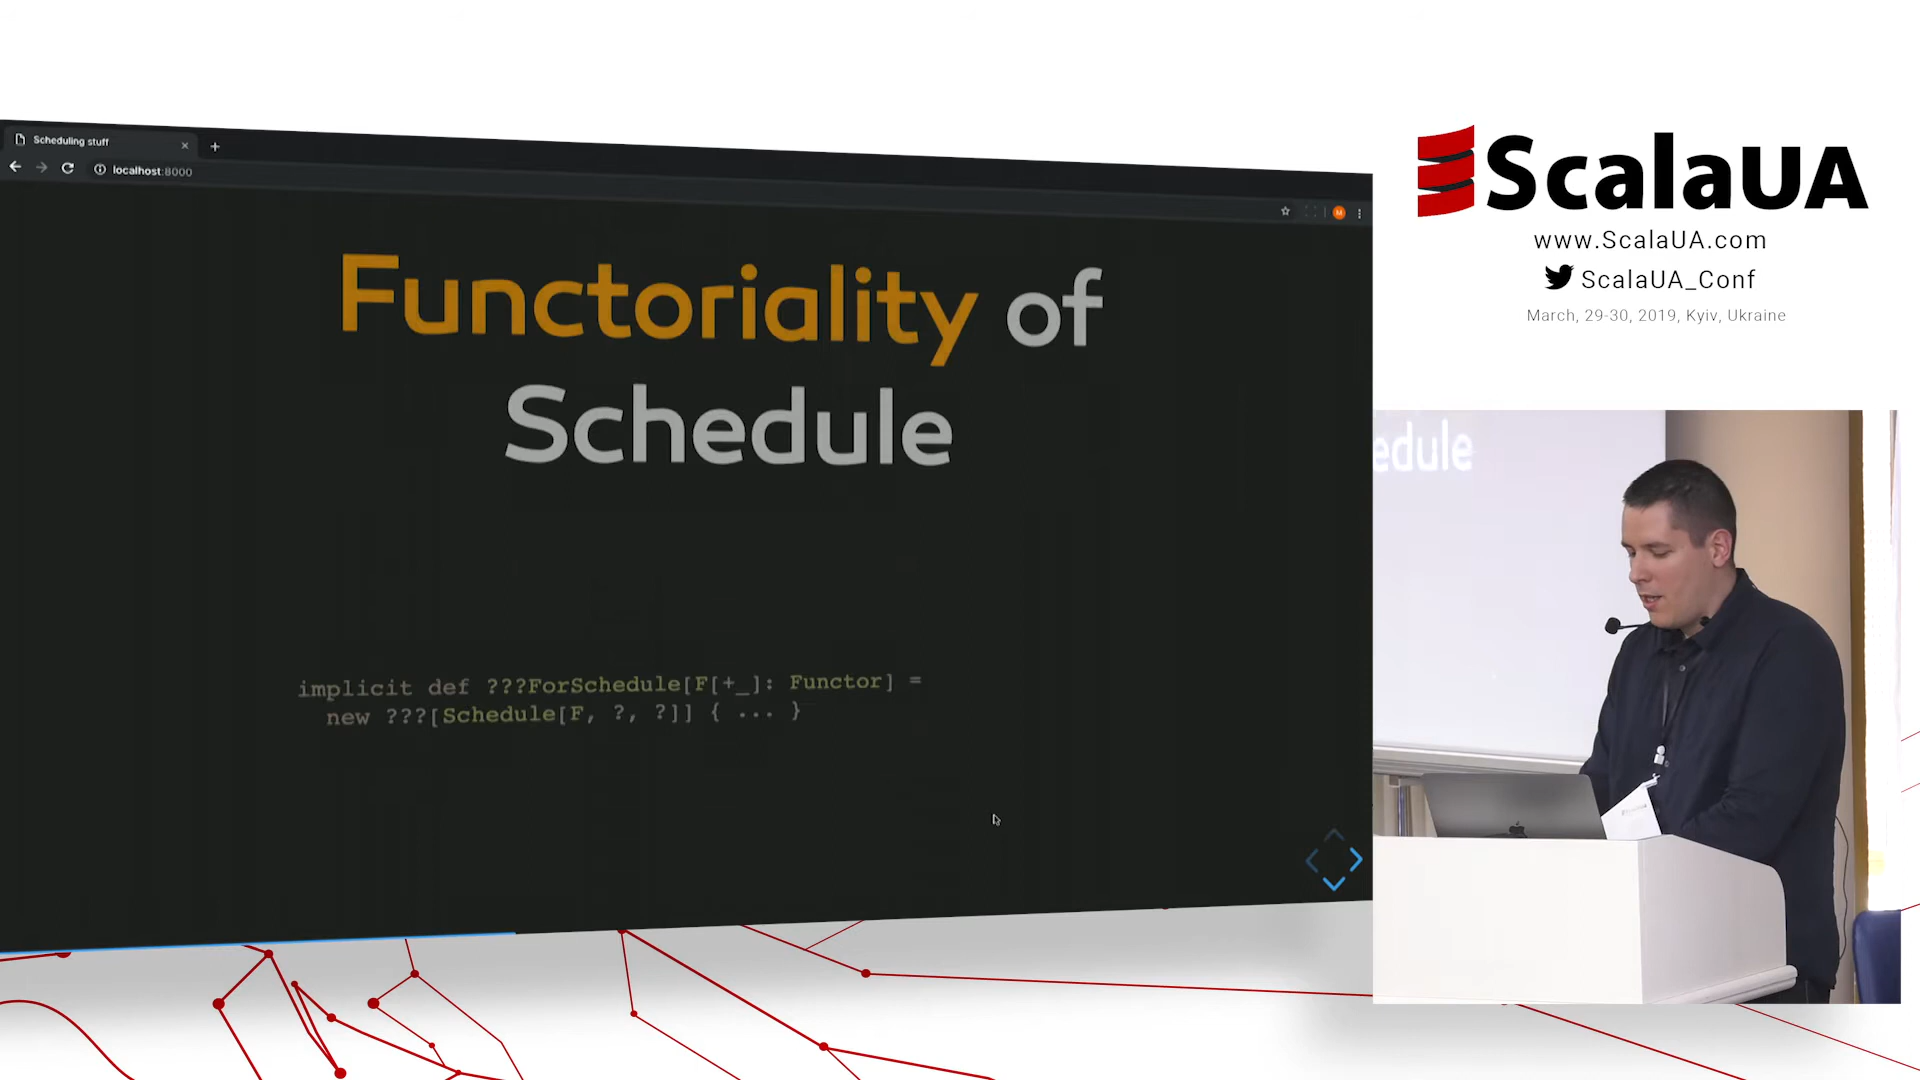 Scheduling stuff
localhost:8000
M
Functoriality of
Schedule
implicit def ???ForSchedule[F[+_]: Functor] =
new ???[Schedule[F, ?, ?]] { ... }
ScalaUA
www.ScalaUA.com
ScalaUA_Conf
March, 29-30, 2019, Kyiv, Ukraine
edule